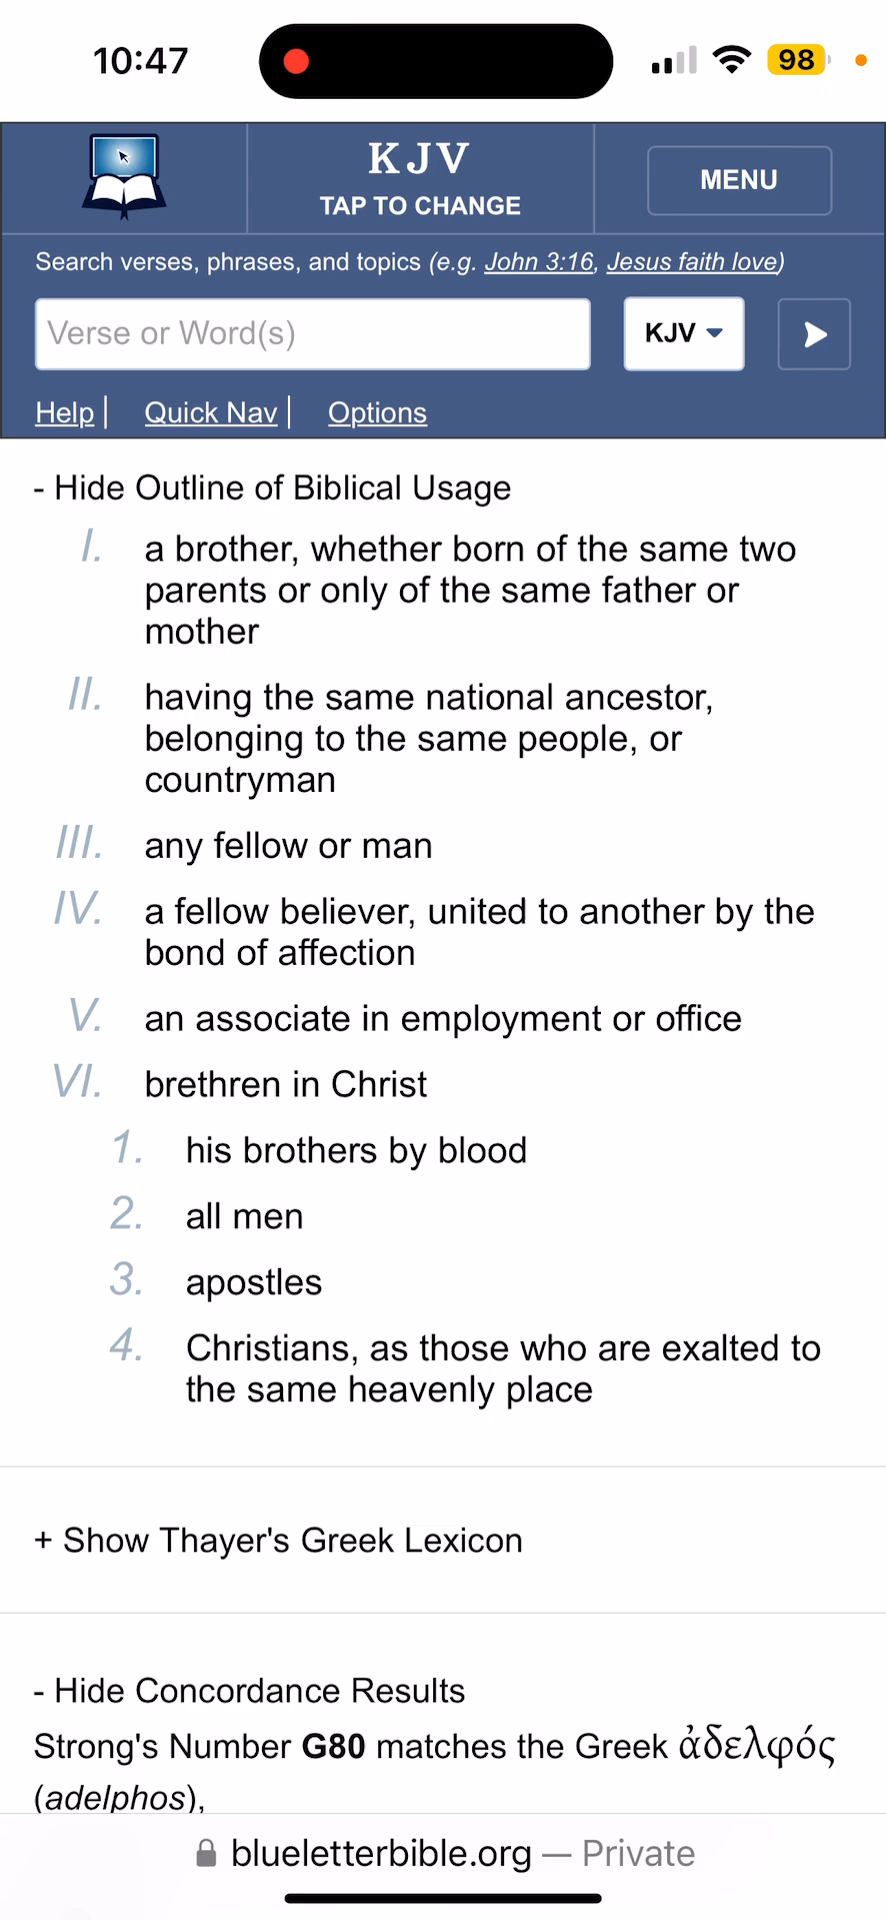 10:47
98
KJV
TAP TO CHANGE
MENU
Search verses, phrases, and topics (e.g. John 3:16, Jesus faith love)
Verse or Word(s)
KJV
Help | Quick Nav | Options
- Hide Outline of Biblical Usage
I. a brother, whether born of the same two
parents or only of the same father or
mother
II. having the same national ancestor,
belonging to the same people, or
countryman
III. any fellow or man
IV. a fellow believer, united to another by the
bond of affection
V. an associate in employment or office
VI. brethren in Christ
1. his brothers by blood
2. all men
3. apostles
4. Christians, as those who are exalted to
the same heavenly place
+ Show Thayer's Greek Lexicon
- Hide Concordance Results
Strong's Number G80 matches the Greek ἀδελφός
(adelphos),
blueletterbible.org — Private